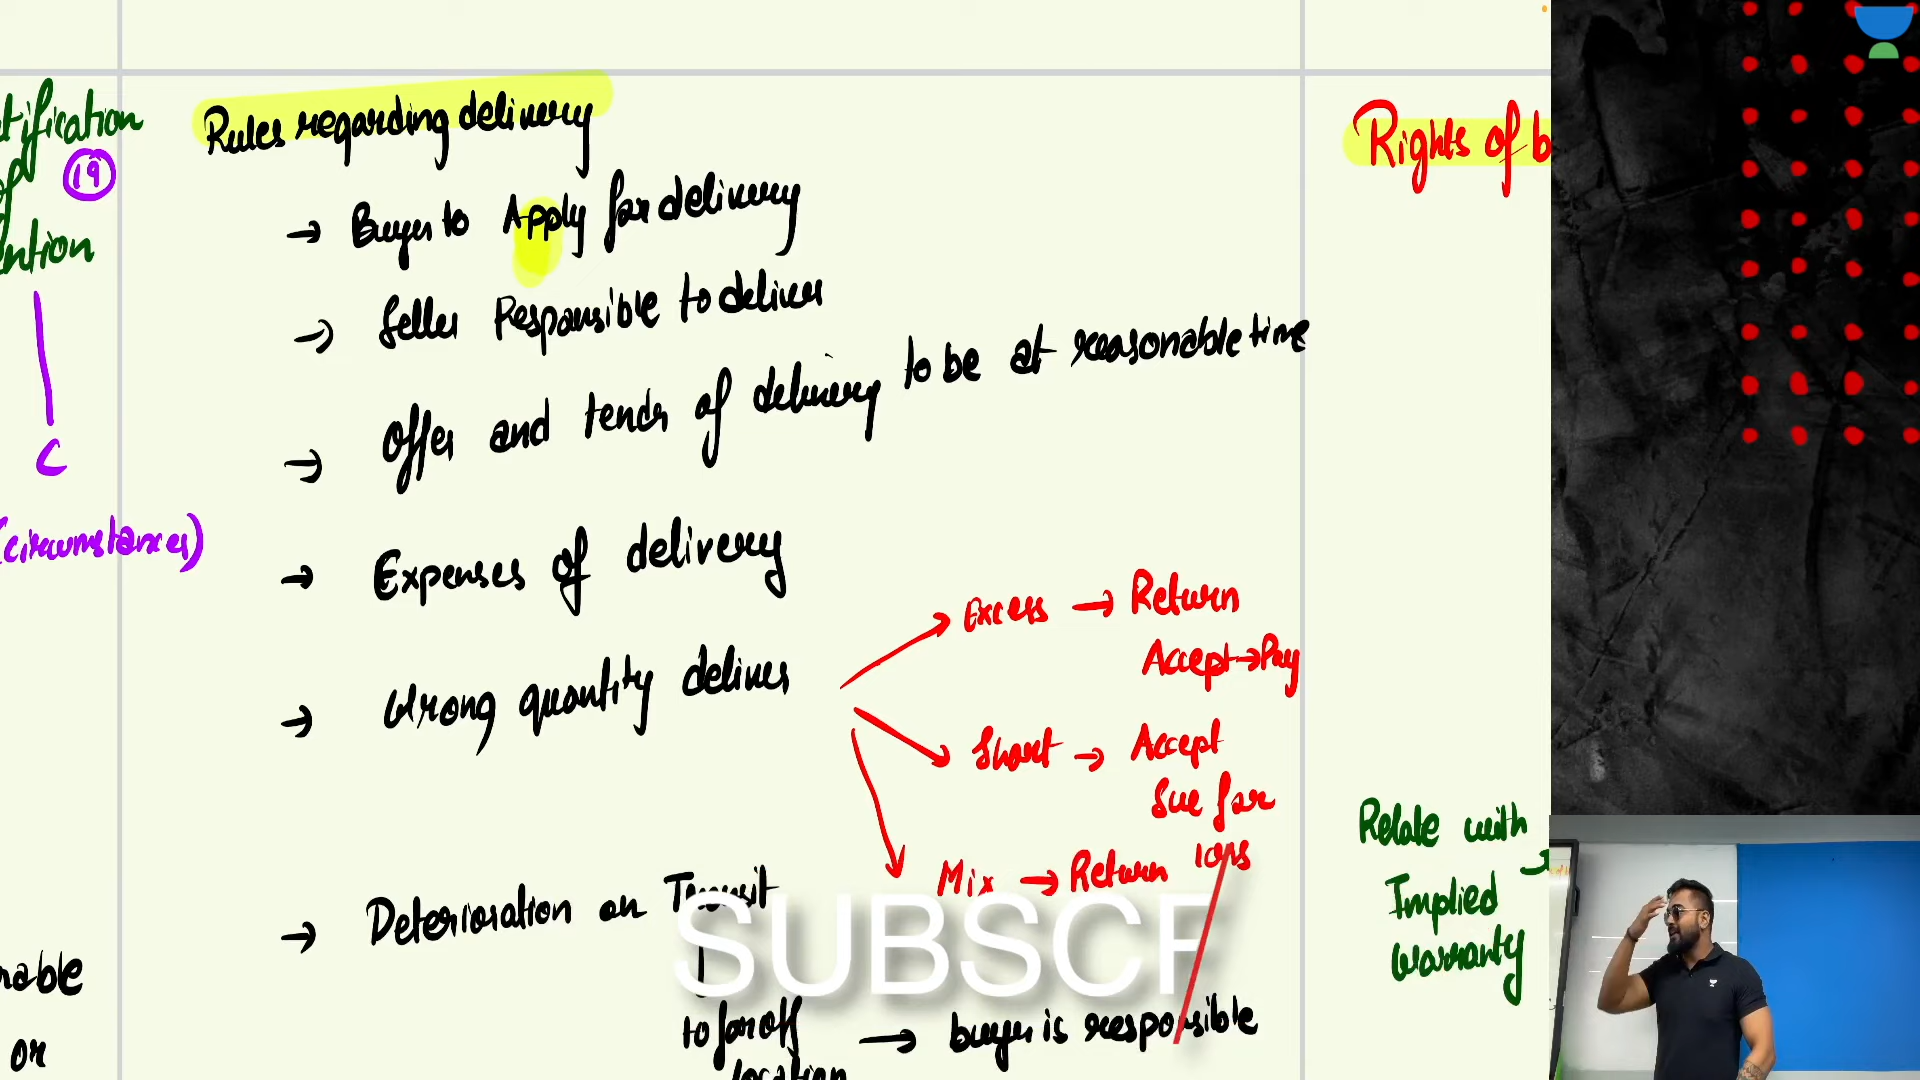 tification
of
19
ention
C
(circumstances)
nable
or
Rules regarding delivery
→ Buyer to Apply for delivery
→ Seller Responsible to deliver
→ Offer and tender of delivery to be at reasonable time
→ Expenses of delivery
→ Wrong quantity deliver
Excess → Return
Accept → Pay
Short → Accept
Sue for
loss
Mix → Return
→ Deterioration on Transit
to far off → buyer is responsible
location
SUBSCR
Rights of b
Relate with
Implied
warranty